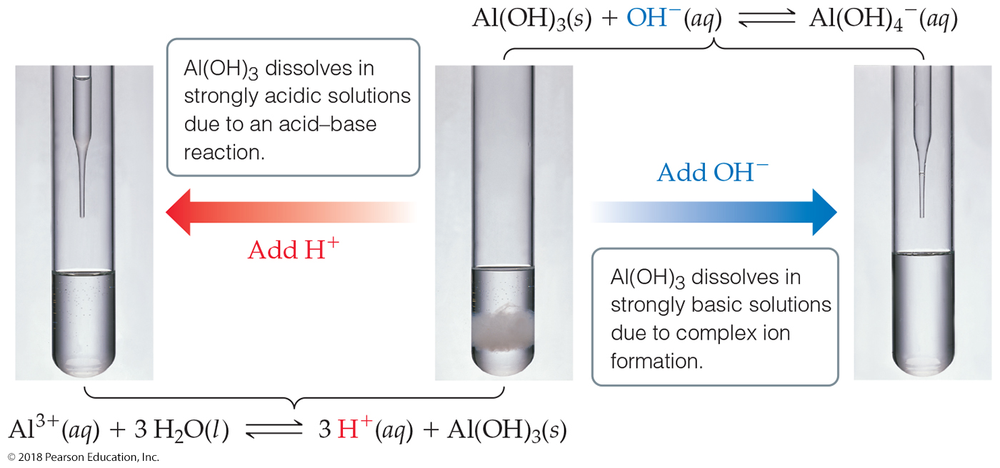 Al(OH)₃(s) + OH⁻(aq) ⇌ Al(OH)₄⁻(aq)
Al(OH)₃ dissolves in
strongly acidic solutions
due to an acid–base
reaction.
Add H⁺
Add OH⁻
Al(OH)₃ dissolves in
strongly basic solutions
due to complex ion
formation.
Al³⁺(aq) + 3 H₂O(l) ⇌ 3 H⁺(aq) + Al(OH)₃(s)
© 2018 Pearson Education, Inc.